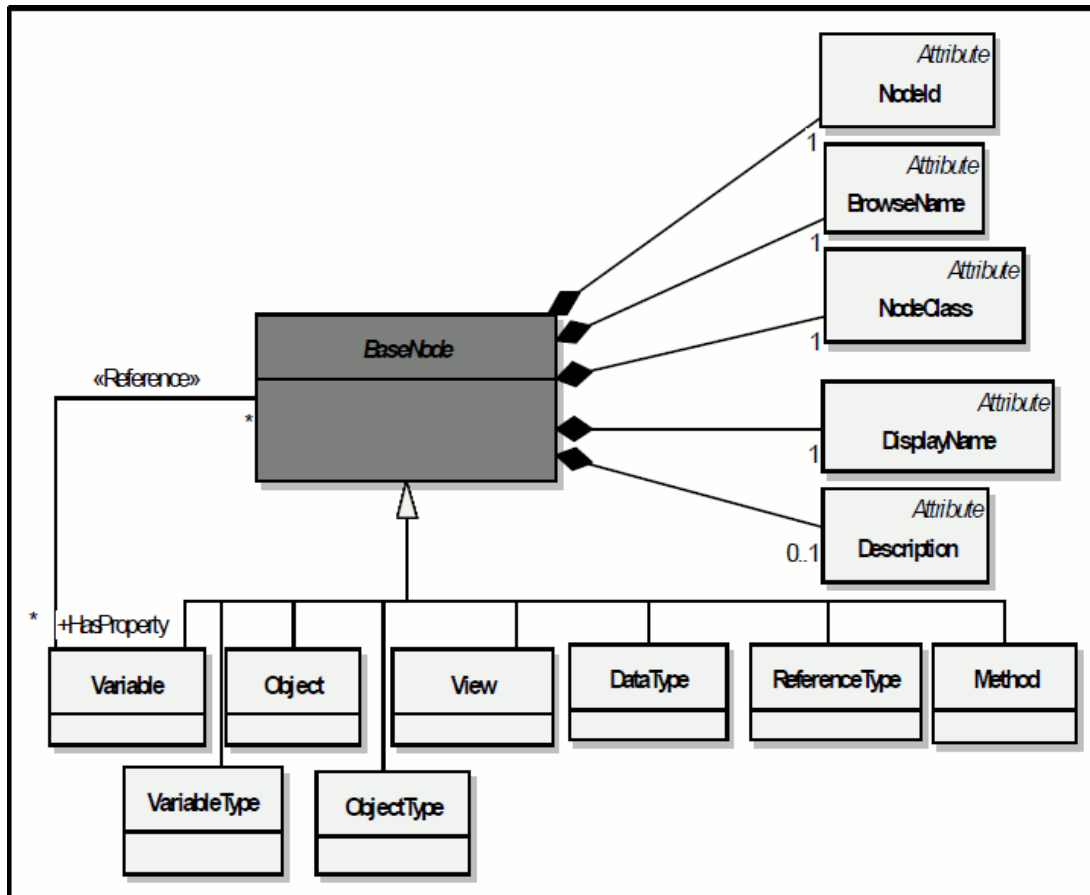 Attribute
NodeId
1
Attribute
BrowseName
1
Attribute
NodeClass
1
BaseNode
«Reference»
*
Attribute
DisplayName
1
Attribute
Description
0..1
*
+HasProperty
Variable
Object
View
DataType
ReferenceType
Method
VariableType
ObjectType